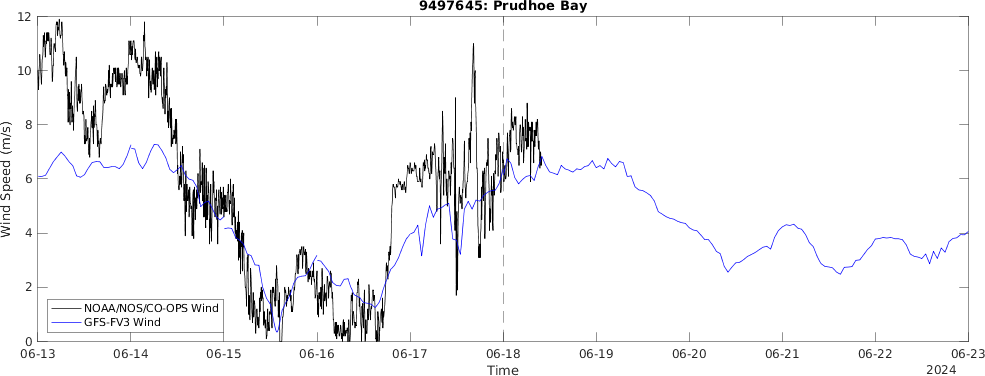 9497645: Prudhoe Bay
12
10
8
6
4
2
0
Wind Speed (m/s)
NOAA/NOS/CO-OPS Wind
GFS-FV3 Wind
06-13 06-14 06-15 06-16 06-17 06-18 06-19 06-20 06-21 06-22 06-23
Time
2024